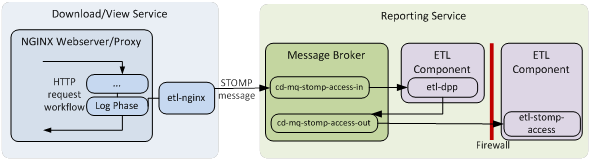 Download/View Service
NGINX Webserver/Proxy
HTTP
request
workflow
...
Log Phase
etl-nginx
STOMP
message
Reporting Service
Message Broker
cd-mq-stomp-access-in
cd-mq-stomp-access-out
ETL
Component
etl-dpp
Firewall
ETL
Component
etl-stomp-
access